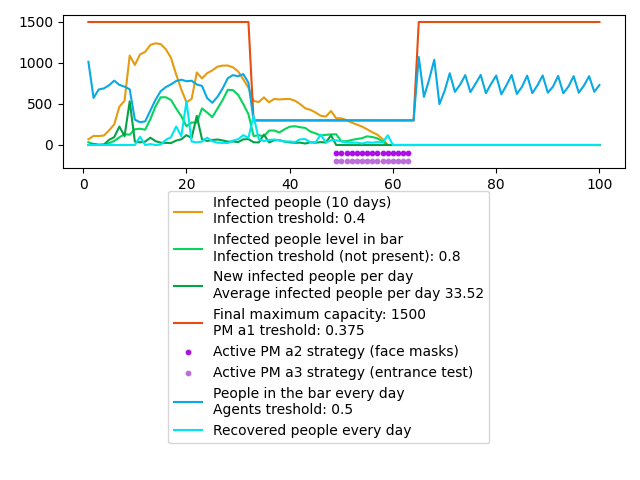 1500
1000
500
0
0
20
40
60
80
100
Infected people (10 days)
Infection treshold: 0.4
Infected people level in bar
Infection treshold (not present): 0.8
New infected people per day
Average infected people per day 33.52
Final maximum capacity: 1500
PM a1 treshold: 0.375
Active PM a2 strategy (face masks)
Active PM a3 strategy (entrance test)
People in the bar every day
Agents treshold: 0.5
Recovered people every day